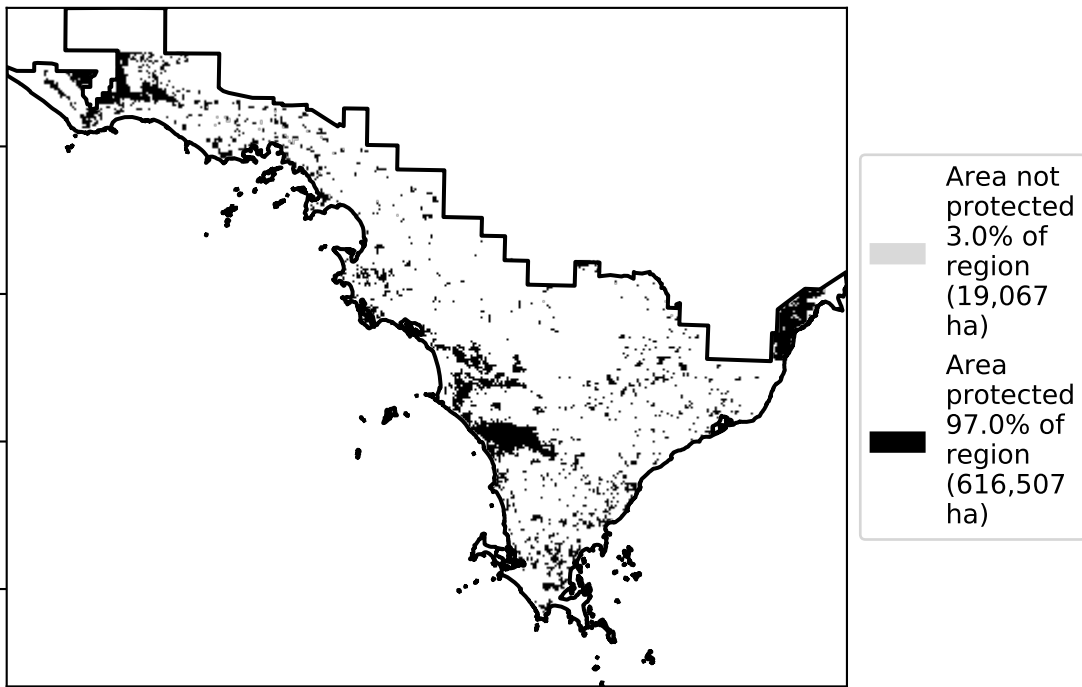 Area not
protected
3.0% of
region
(19,067
ha)
Area
protected
97.0% of
region
(616,507
ha)